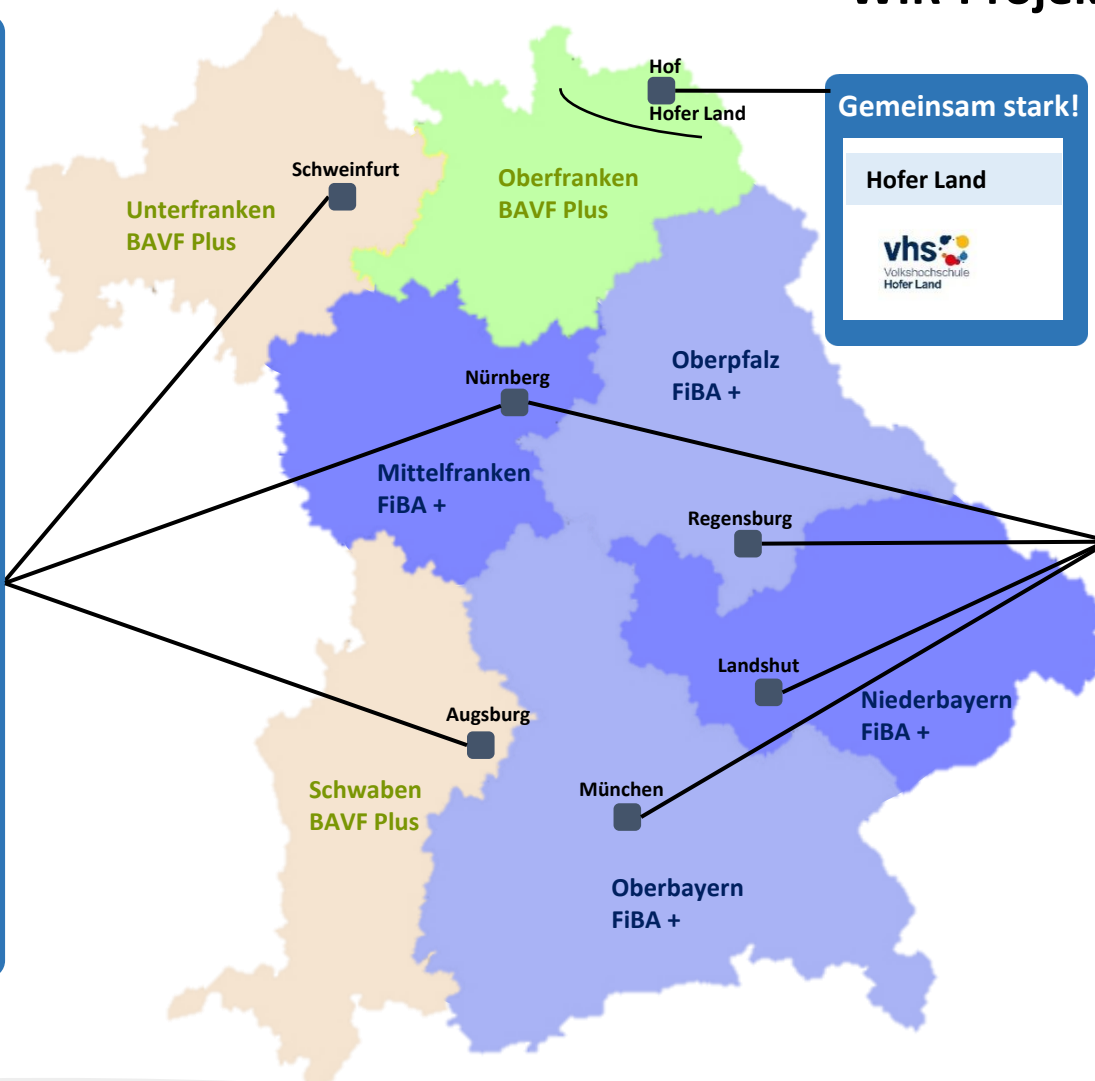 Hof
Hofer Land
Gemeinsam stark!
Hofer Land
vhs
Volkshochschule
Hofer Land
Schweinfurt
Oberfranken
BAVF Plus
Unterfranken
BAVF Plus
Oberpfalz
FiBA +
Nürnberg
Mittelfranken
FiBA +
Regensburg
Landshut
Niederbayern
FiBA +
Augsburg
Schwaben
BAVF Plus
München
Oberbayern
FiBA +